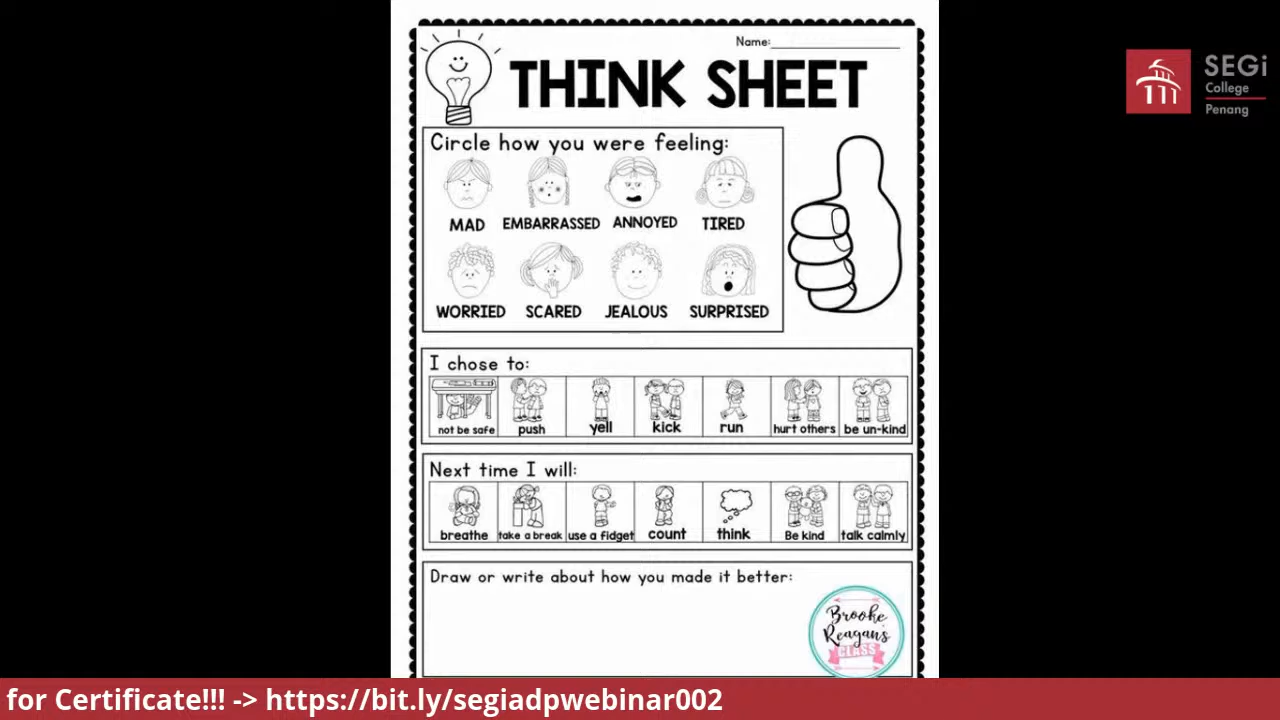 Name:
THINK SHEET
SEGi
College
Penang
Circle how you were feeling:
MAD EMBARRASSED ANNOYED TIRED
WORRIED SCARED JEALOUS SURPRISED
I chose to:
not be safe push yell kick run hurt others be un-kind
Next time I will:
breathe take a break use a fidget count think Be kind talk calmly
Draw or write about how you made it better:
Brooke
Reagan's
CLASS
for Certificate!!! -> https://bit.ly/segiadpwebinar002